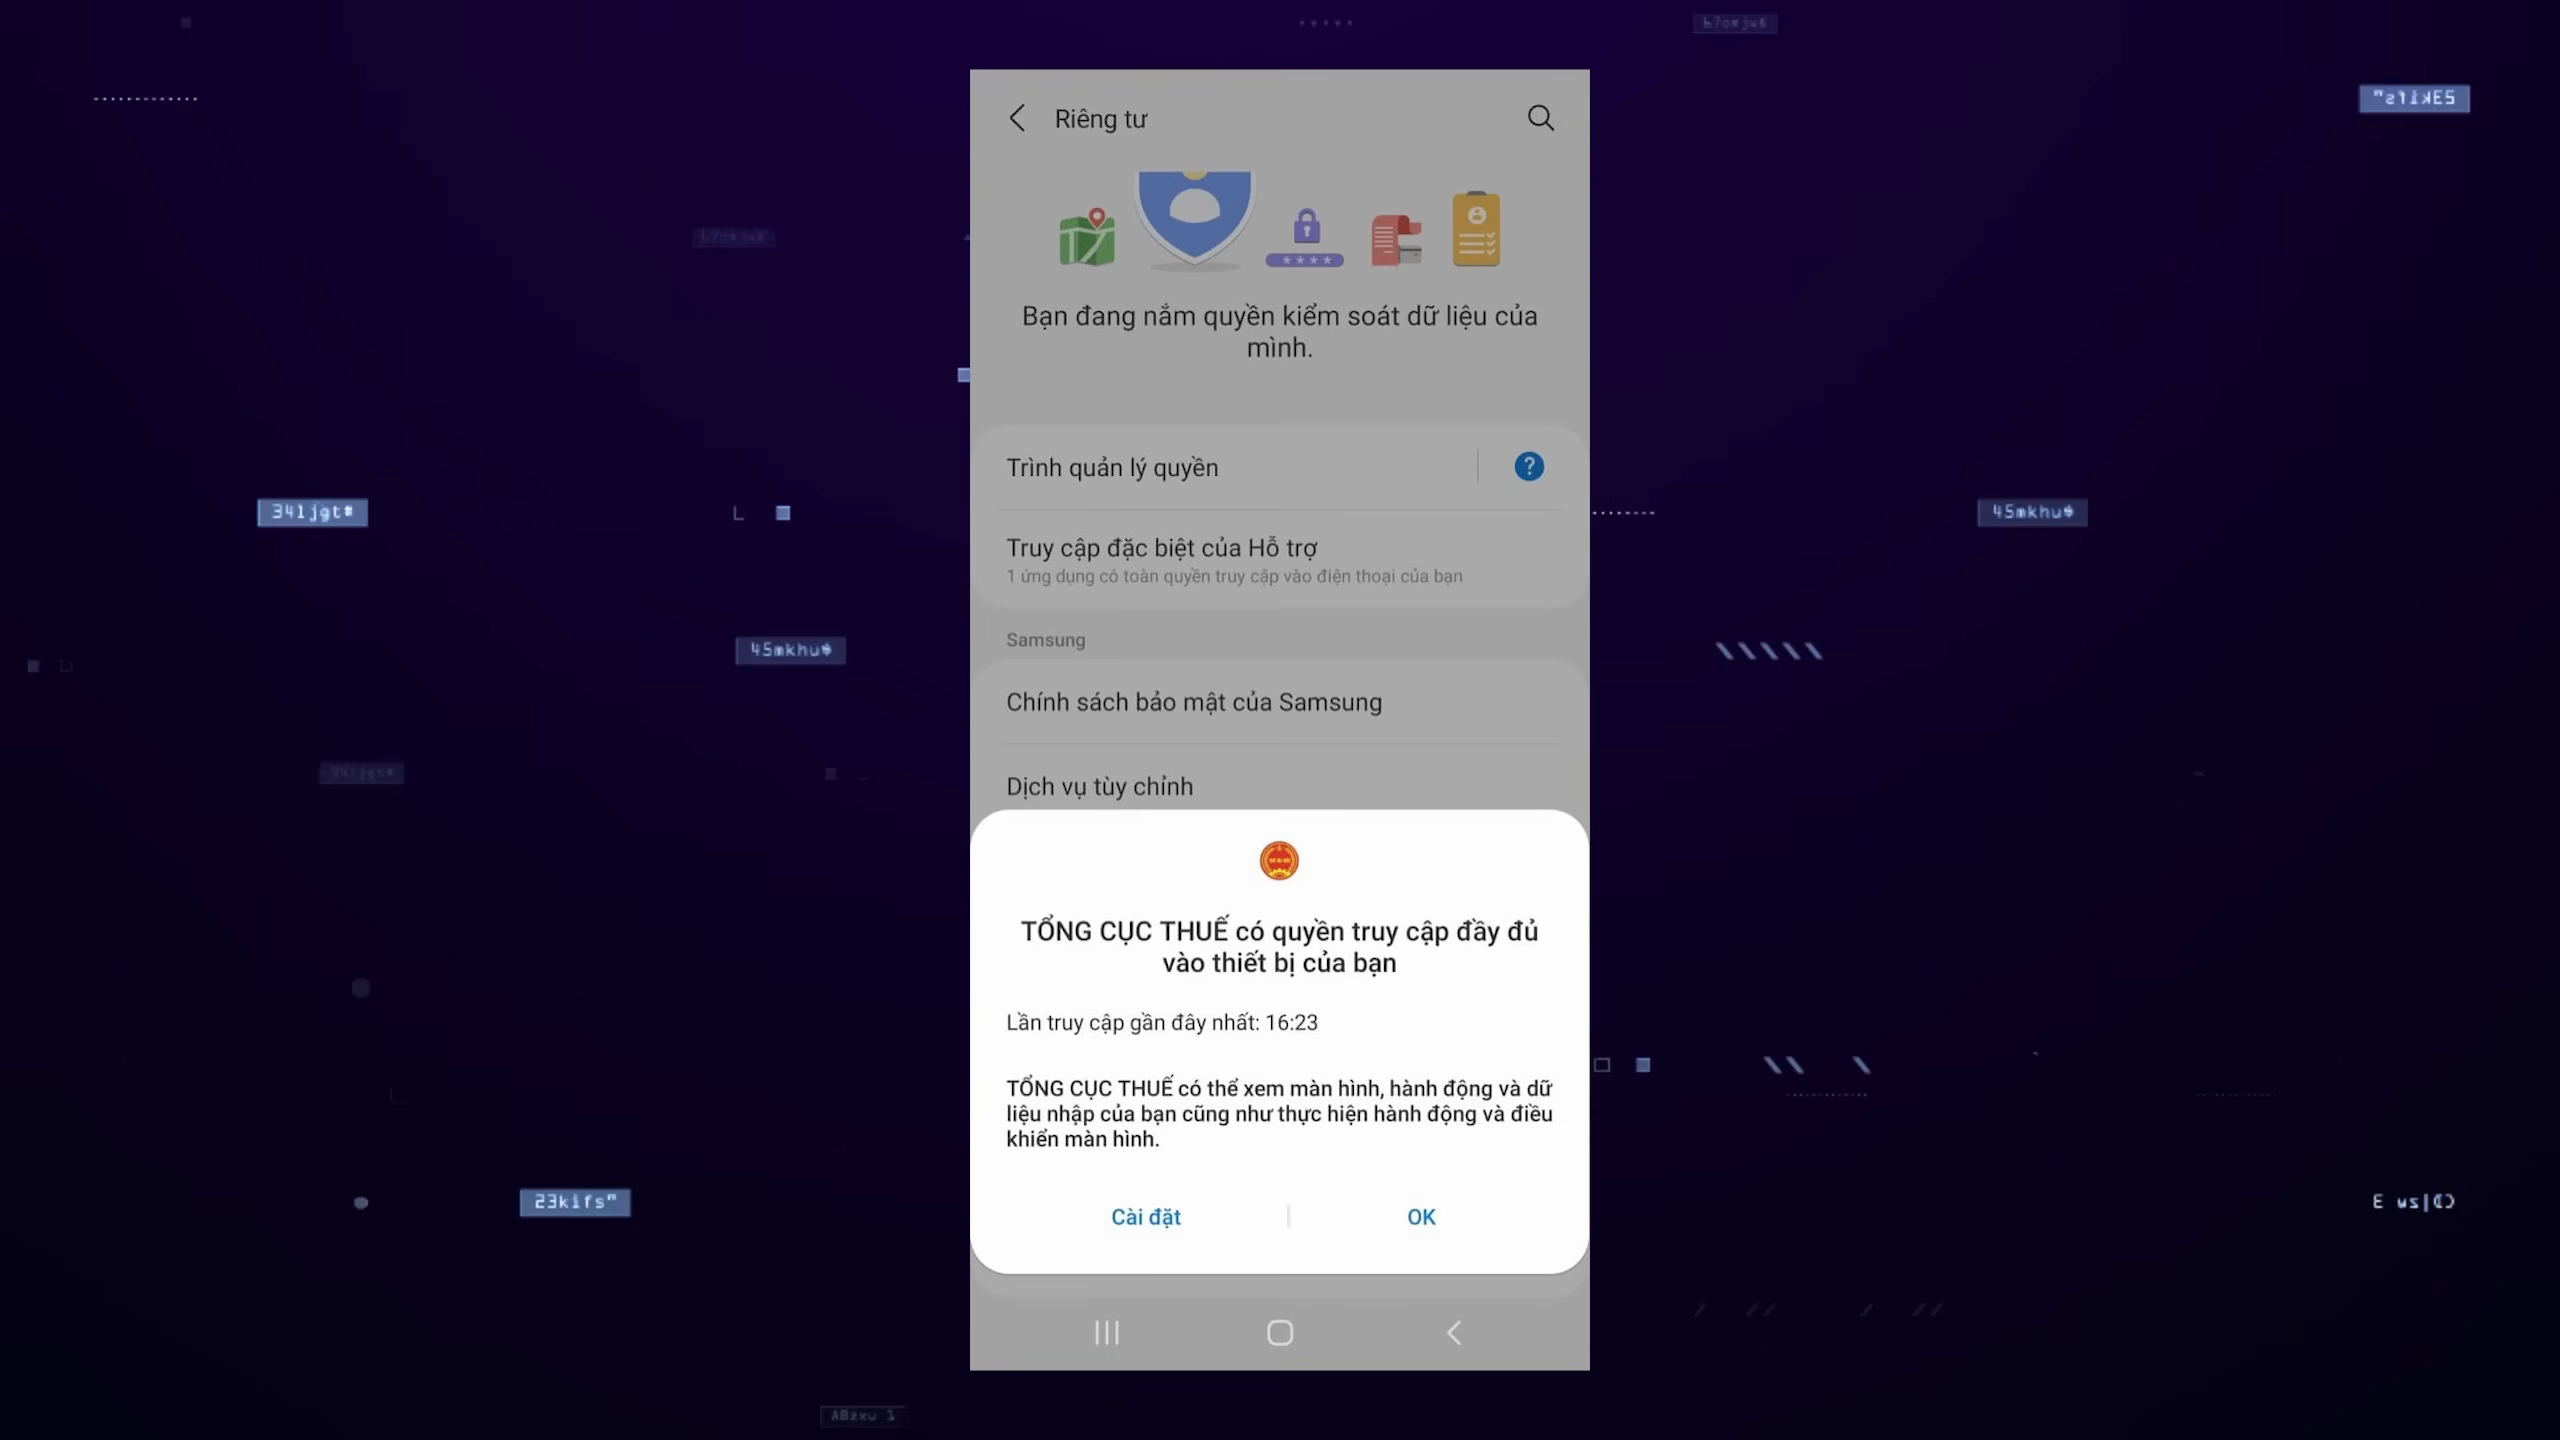 Riêng tư
****
Bạn đang nắm quyền kiểm soát dữ liệu của
mình.
Trình quản lý quyền
?
Truy cập đặc biệt của Hỗ trợ
1 ứng dụng có toàn quyền truy cập vào điện thoại của bạn
Samsung
Chính sách bảo mật của Samsung
Dịch vụ tùy chỉnh
TỔNG CỤC THUẾ có quyền truy cập đầy đủ
vào thiết bị của bạn
Lần truy cập gần đây nhất: 16:23
TỔNG CỤC THUẾ có thể xem màn hình, hành động và dữ
liệu nhập của bạn cũng như thực hiện hành động và điều
khiển màn hình.
Cài đặt
OK
341jgt#
45mkhu$
45mkhu$
23kifs"